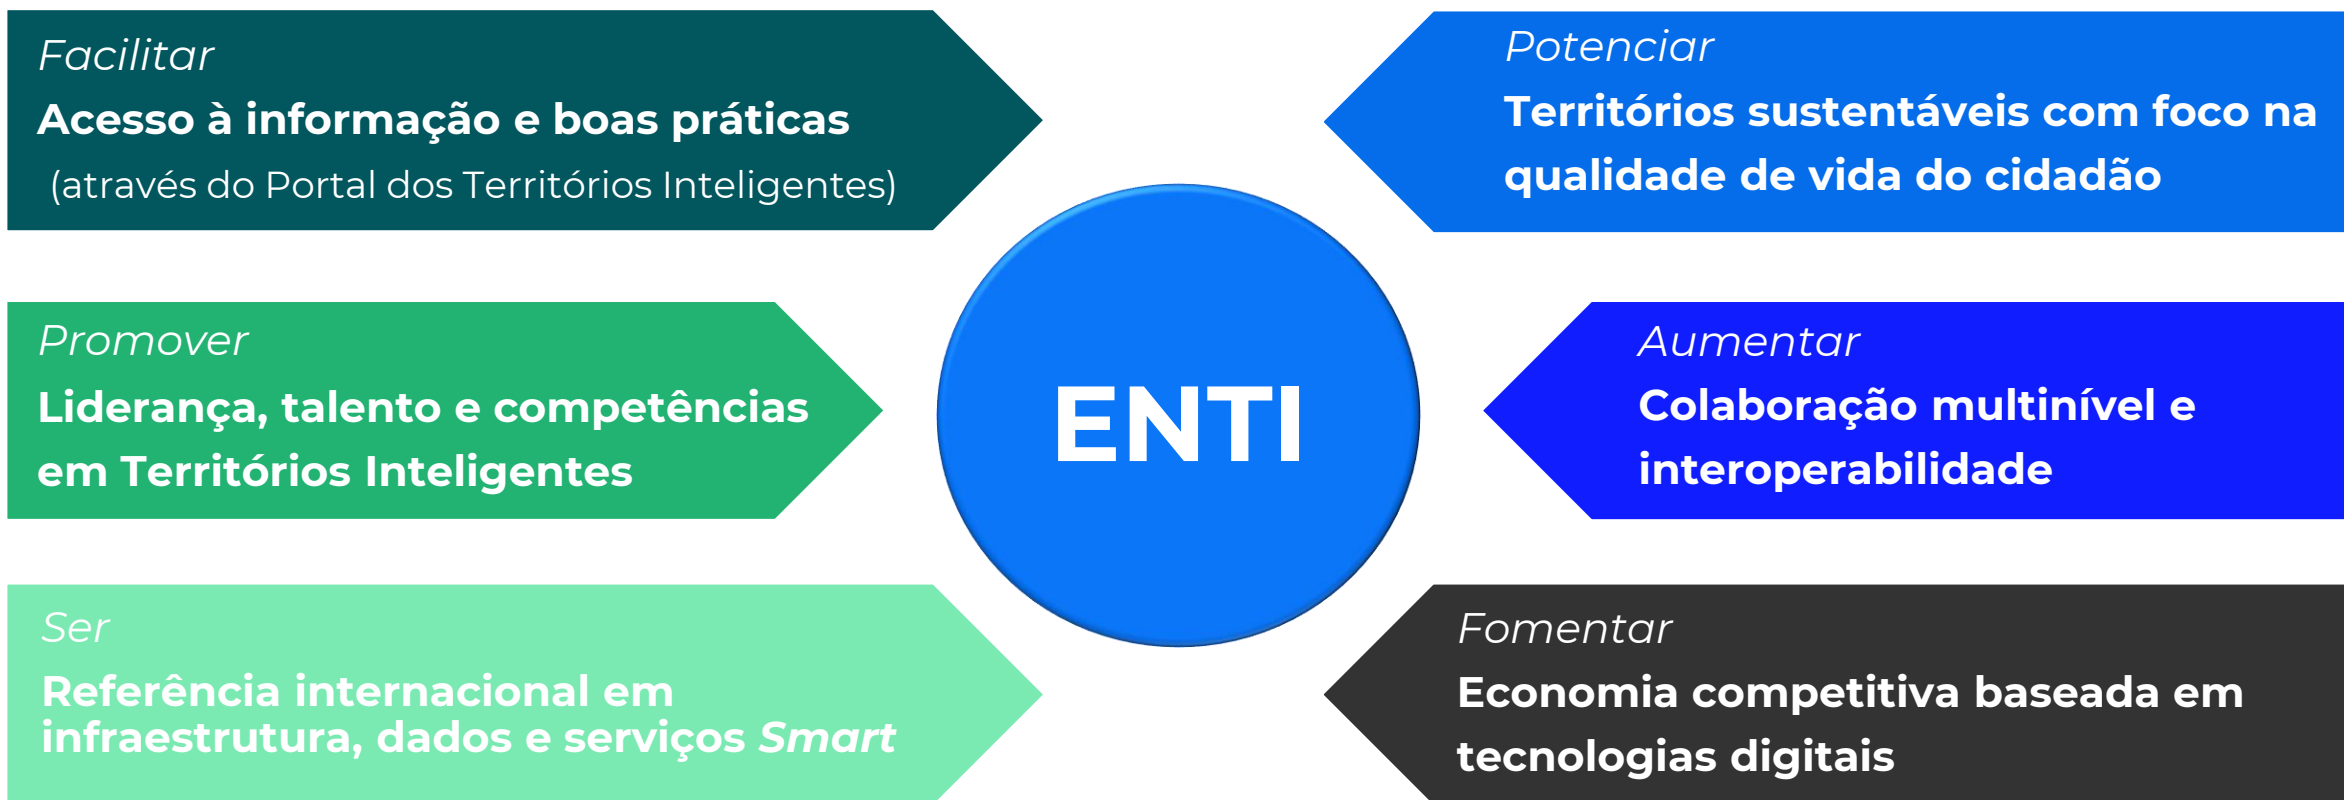 Facilitar
Acesso à informação e boas práticas
(através do Portal dos Territórios Inteligentes)
Promover
Liderança, talento e competências
em Territórios Inteligentes
Ser
Referência internacional em
infraestrutura, dados e serviços Smart
ENTI
Potenciar
Territórios sustentáveis com foco na
qualidade de vida do cidadão
Aumentar
Colaboração multinível e
interoperabilidade
Fomentar
Economia competitiva baseada em
tecnologias digitais